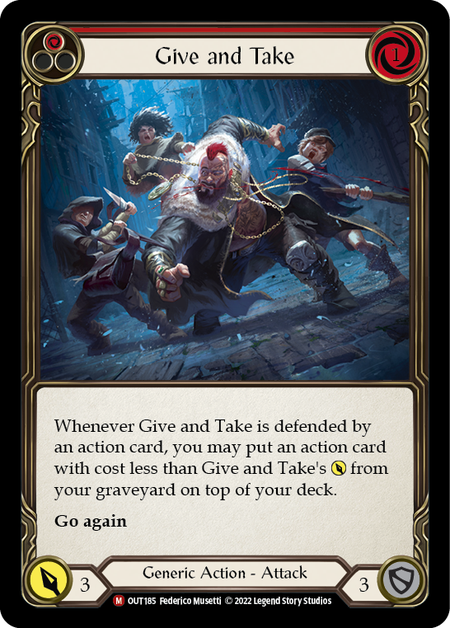 1
Give and Take
Whenever Give and Take is defended by
an action card, you may put an action card
with cost less than Give and Take's from
your graveyard on top of your deck.
Go again
3
Generic Action - Attack
3
M OUT185 Federico Musetti © 2022 Legend Story Studios